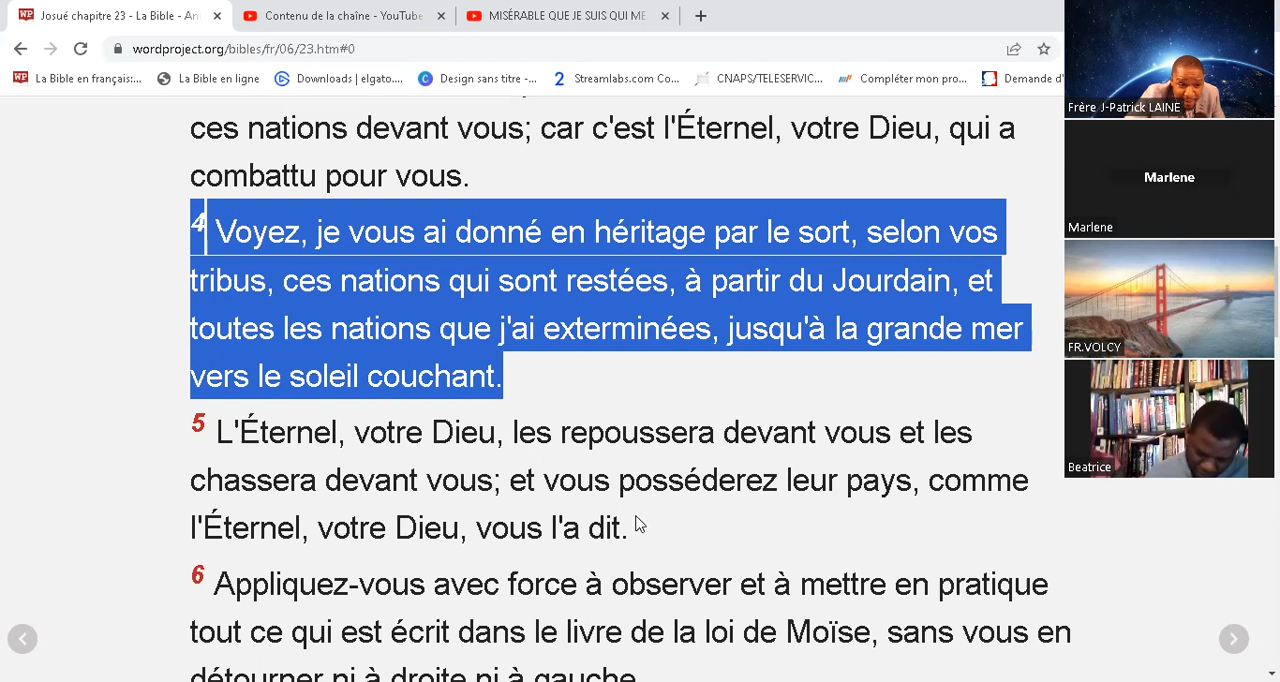 Josué chapitre 23 - La Bible - An
Contenu de la chaîne - YouTube
MISÉRABLE QUE JE SUIS QUI ME
wordproject.org/bibles/fr/06/23.htm#0
La Bible en français:...
La Bible en ligne
Downloads | elgato....
Design sans titre -...
Streamlabs.com Co...
CNAPS/TELESERVIC...
Compléter mon pro...
Demande d'
ces nations devant vous; car c'est l'Éternel, votre Dieu, qui a
combattu pour vous.
4 Voyez, je vous ai donné en héritage par le sort, selon vos
tribus, ces nations qui sont restées, à partir du Jourdain, et
toutes les nations que j'ai exterminées, jusqu'à la grande mer
vers le soleil couchant.
5 L'Éternel, votre Dieu, les repoussera devant vous et les
chassera devant vous; et vous posséderez leur pays, comme
l'Éternel, votre Dieu, vous l'a dit.
6 Appliquez-vous avec force à observer et à mettre en pratique
tout ce qui est écrit dans le livre de la loi de Moïse, sans vous en
détourner ni à droite ni à gauche.
Frère J-Patrick LAINE
Marlene
Marlene
FR.VOLCY
Beatrice